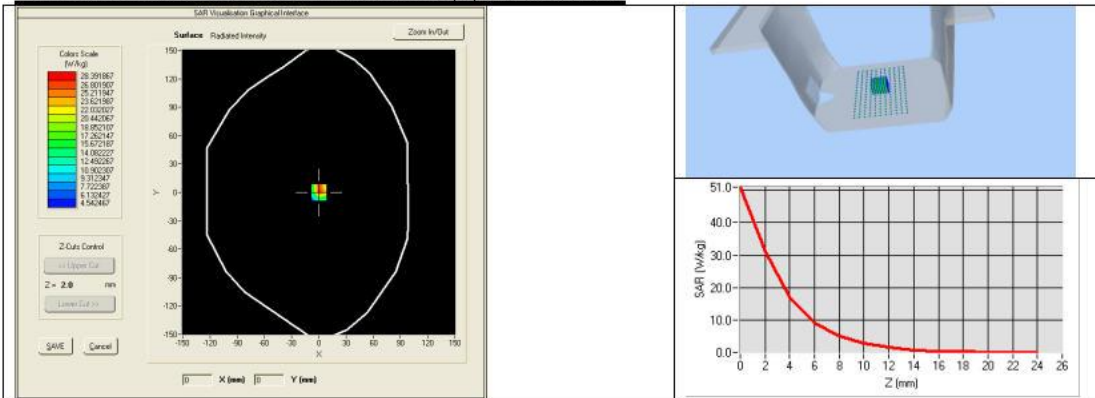 SAR Visualisation Graphical Interface
Surface Radiated Intensity
Zoom In/Out
Colors Scale
(W/kg)
28.391867
26.801907
25.211947
23.621987
22.032027
20.442067
18.852107
17.262147
15.672187
14.082227
12.492267
10.902307
9.312347
7.722387
6.132427
4.542467
Z-Cuts Control
<< Upper Cut
Z = 2.0 mm
Lower Cut >>
SAVE Cancel
150
120
90
60
30
0
-30
-60
-90
-120
-150
Y
-150 -120 -90 -60 -30 0 30 60 90 120 150
X
0 X (mm) 0 Y (mm)
51.0
40.0
30.0
20.0
10.0
0.0
SAR (W/kg)
0 2 4 6 8 10 12 14 16 18 20 22 24 26
Z (mm)